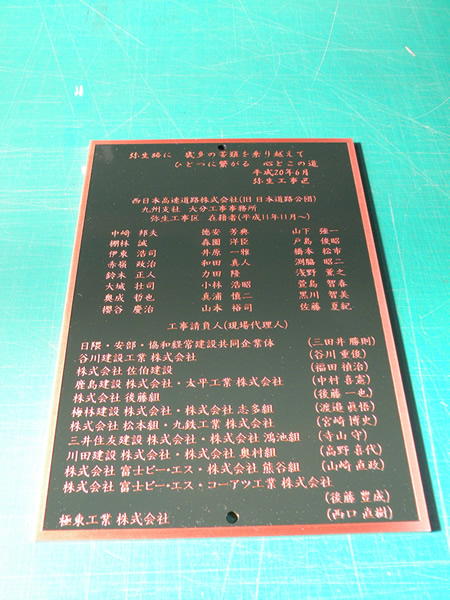 弥生路に 幾多の苦難を乗り越えて
ひとつに繋がる 心とこの道
平成20年6月
弥生工事区
西日本高速道路株式会社(旧 日本道路公団)
九州支社 大分工事事務所
弥生工事区 在籍者(平成11年11月～)
中崎 邦夫 徳安 芳典 山下 強一
棚林 誠 森園 洋臣 戸島 俊昭
伊東 浩司 井原 一雅 橋本 松市
赤嶺 政治 和田 真人 渕脇 昭二
鈴木 正人 力田 隆 浅野 薫之
大城 壮司 小林 浩昭 萱島 智春
奥成 哲也 真浦 慎二 黒川 智美
櫻谷 慶治 山本 裕司 佐藤 夏紀
工事請負人(現場代理人)
日隈・安部・協和経常建設共同企業体 (三田井 勝則)
谷川建設工業 株式会社 (谷川 重俊)
株式会社 佐伯建設 (福田 慎治)
鹿島建設 株式会社・太平工業 株式会社 (中村 喜憲)
株式会社 後藤組 (後藤 一也)
梅林建設 株式会社・株式会社 志多組 (渡邉 眞悟)
株式会社 松本組・九鉄工業 株式会社 (宮崎 博史)
三井住友建設 株式会社・株式会社 鴻池組 (寺山 守)
川田建設 株式会社・株式会社 奥村組 (高野 喜代)
株式会社 富士ピー・エス・株式会社 熊谷組 (山崎 直政)
株式会社 富士ピー・エス・コーアツ工業 株式会社
(後藤 豊成)
極東工業 株式会社 (西口 直樹)